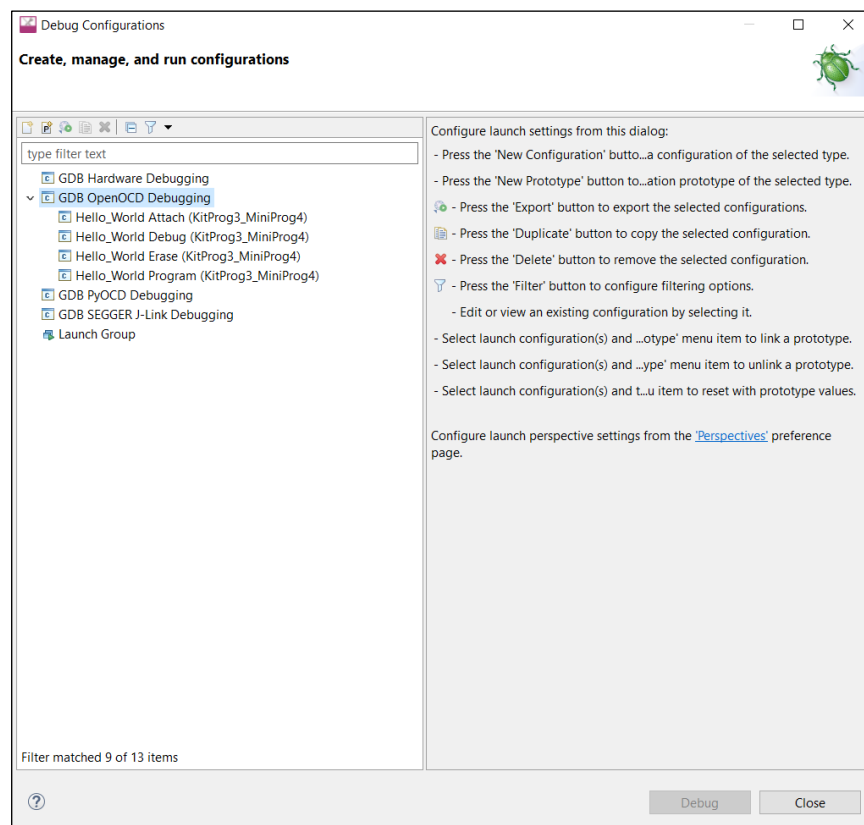 Debug Configurations
Create, manage, and run configurations
type filter text
GDB Hardware Debugging
GDB OpenOCD Debugging
Hello_World Attach (KitProg3_MiniProg4)
Hello_World Debug (KitProg3_MiniProg4)
Hello_World Erase (KitProg3_MiniProg4)
Hello_World Program (KitProg3_MiniProg4)
GDB PyOCD Debugging
GDB SEGGER J-Link Debugging
Launch Group
Filter matched 9 of 13 items
Configure launch settings from this dialog:
- Press the 'New Configuration' butto...a configuration of the selected type.
- Press the 'New Prototype' button to...ation prototype of the selected type.
- Press the 'Export' button to export the selected configurations.
- Press the 'Duplicate' button to copy the selected configuration.
- Press the 'Delete' button to remove the selected configuration.
- Press the 'Filter' button to configure filtering options.
- Edit or view an existing configuration by selecting it.
- Select launch configuration(s) and ...otype' menu item to link a prototype.
- Select launch configuration(s) and ...ype' menu item to unlink a prototype.
- Select launch configuration(s) and t...u item to reset with prototype values.
Configure launch perspective settings from the 'Perspectives' preference
page.
Debug
Close